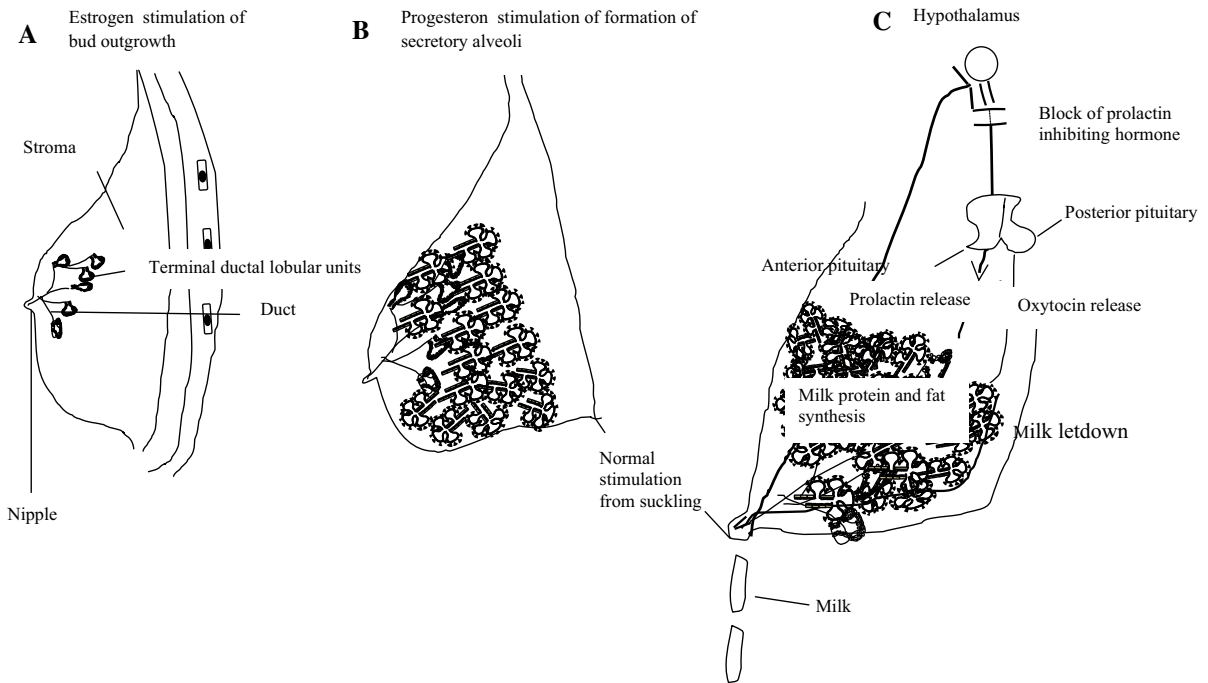 A
Estrogen stimulation of
bud outgrowth
Stroma
Terminal ductal lobular units
Duct
Nipple
B
Progesteron stimulation of formation of
secretory alveoli
C
Hypothalamus
Block of prolactin
inhibiting hormone
Posterior pituitary
Anterior pituitary
Prolactin release
Oxytocin release
Milk protein and fat
synthesis
Milk letdown
Normal
stimulation
from suckling
Milk